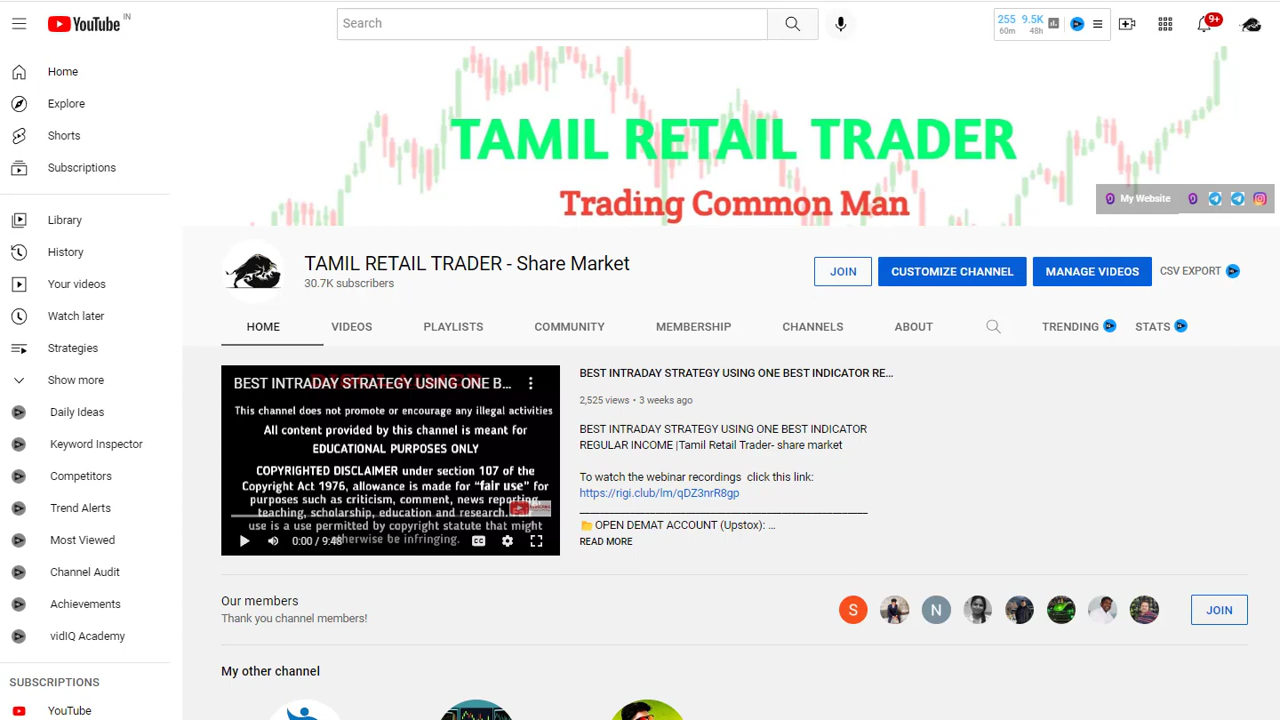 YouTube IN
Search
255 9.5K
60m 48h
9+
Home
Explore
Shorts
Subscriptions
Library
History
Your videos
Watch later
Strategies
Show more
Daily Ideas
Keyword Inspector
Competitors
Trend Alerts
Most Viewed
Channel Audit
Achievements
vidIQ Academy
SUBSCRIPTIONS
YouTube
TAMIL RETAIL TRADER
Trading Common Man
My Website
TAMIL RETAIL TRADER - Share Market
30.7K subscribers
JOIN
CUSTOMIZE CHANNEL
MANAGE VIDEOS
CSV EXPORT
HOME VIDEOS PLAYLISTS COMMUNITY MEMBERSHIP CHANNELS ABOUT TRENDING STATS
DISCLAIMER
BEST INTRADAY STRATEGY USING ONE B...
This channel does not promote or encourage any illegal activities
All content provided by this channel is meant for
EDUCATIONAL PURPOSES ONLY
COPYRIGHTED DISCLAIMER under section 107 of the
Copyright Act 1976, allowance is made for "fair use" for
purposes such as criticism, comment, news reporting,
teaching, scholarship, education and research.
use is a use permitted by copyright statute that might
otherwise be infringing.
0:00 / 9:48
BEST INTRADAY STRATEGY USING ONE BEST INDICATOR RE...
2,525 views • 3 weeks ago
BEST INTRADAY STRATEGY USING ONE BEST INDICATOR
REGULAR INCOME |Tamil Retail Trader- share market
To watch the webinar recordings click this link:
https://rigi.club/lm/qDZ3nrR8gp
📁OPEN DEMAT ACCOUNT (Upstox): ...
READ MORE
Our members
Thank you channel members!
S
N
JOIN
My other channel